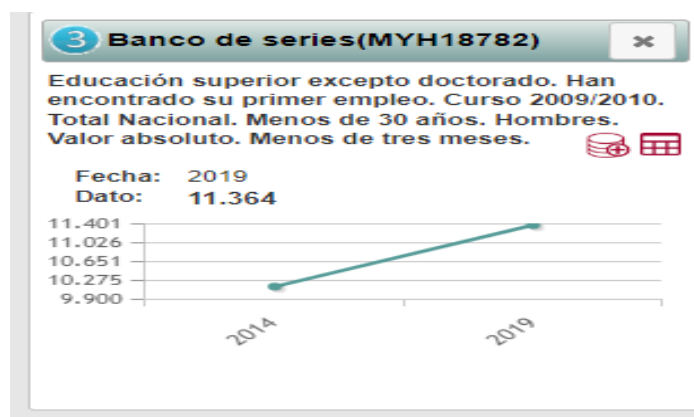 3 Banco de series(MYH18782)
Educación superior excepto doctorado. Han
encontrado su primer empleo. Curso 2009/2010.
Total Nacional. Menos de 30 años. Hombres.
Valor absoluto. Menos de tres meses.
Fecha: 2019
Dato: 11.364
11.401
11.026
10.651
10.275
9.900
2014
2019